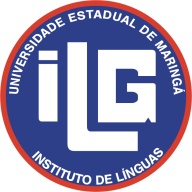 UNIVERSIDADE ESTADUAL DE MARINGÁ
iLG
INSTITUTO DE LÍNGUAS